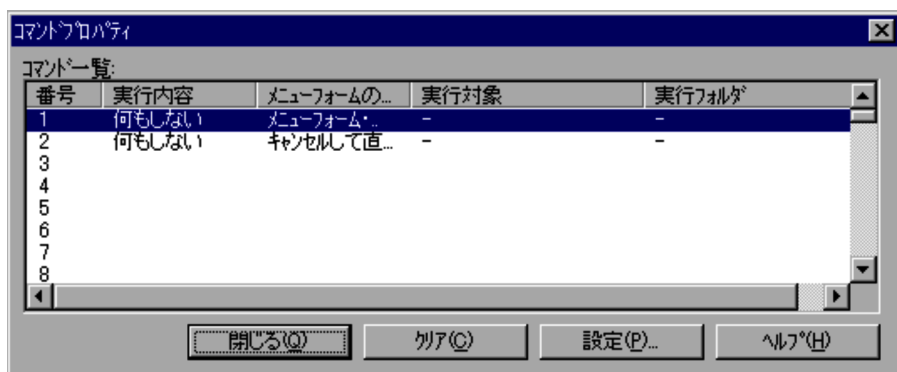 コマンドプロパティ
コマンド一覧:
番号 実行内容 メニューフォームの... 実行対象 実行フォルダ
1 何もしない メニューフォーム・.. - -
2 何もしない キャンセルして直... - -
3
4
5
6
7
8
閉じる(O) クリア(C) 設定(P)... ヘルプ(H)